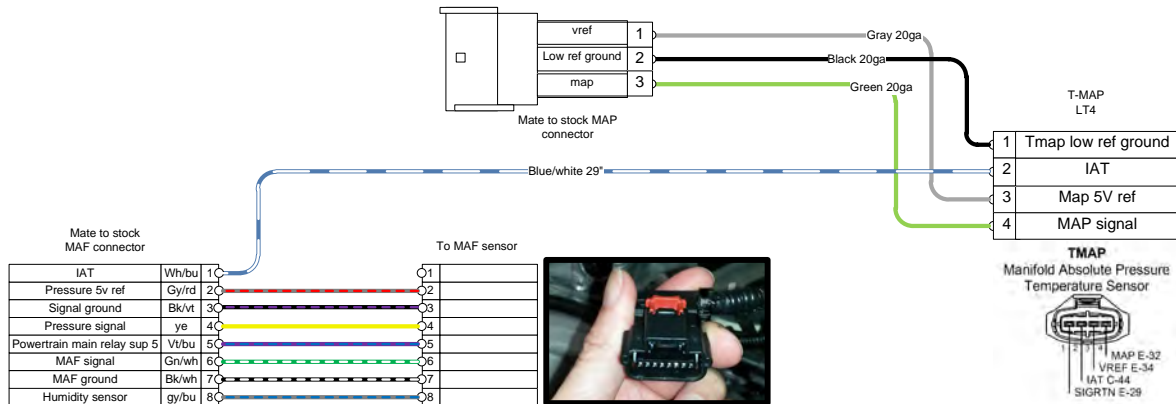 vref 1
Low ref ground 2
map 3
Gray 20ga
Black 20ga
Green 20ga
Mate to stock MAP
connector
T-MAP
LT4
1 Tmap low ref ground
2 IAT
3 Map 5V ref
4 MAP signal
Blue/white 29"
Mate to stock
MAF connector
To MAF sensor
IAT Wh/bu 1 1
Pressure 5v ref Gy/rd 2 2
Signal ground Bk/vt 3 3
Pressure signal ye 4 4
Powertrain main relay sup 5 Vt/bu 5 5
MAF signal Gn/wh 6 6
MAF ground Bk/wh 7 7
Humidity sensor gy/bu 8 8
TMAP
Manifold Absolute Pressure
Temperature Sensor
1 2 3 4
MAP E-32
VREF E-34
IAT C-44
SIGRTN E-29